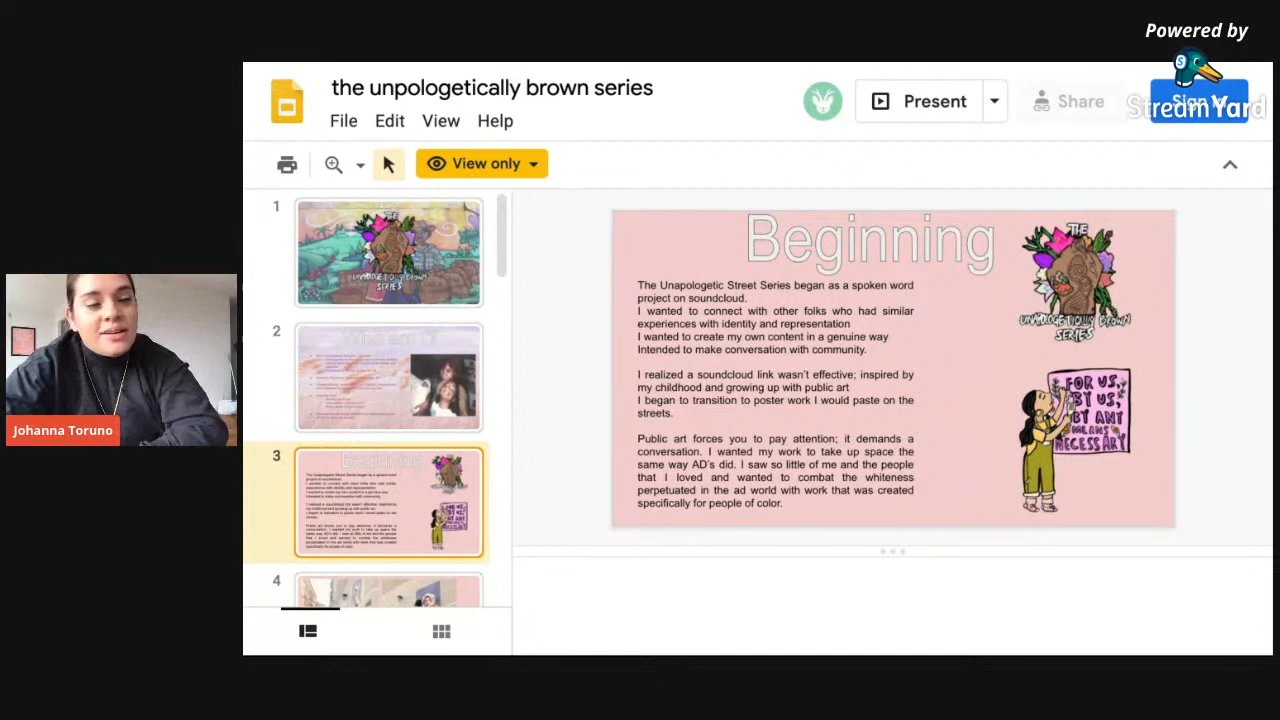 Powered by
StreamYard
the unpologetically brown series
File Edit View Help
Present
Share
View only
1
2
3
4
Johanna Toruno
Beginning
The Unapologetic Street Series began as a spoken word
project on soundcloud.
I wanted to connect with other folks who had similar
experiences with identity and representation
I wanted to create my own content in a genuine way
Intended to make conversation with community.
I realized a soundcloud link wasn't effective; inspired by
my childhood and growing up with public art
I began to transition to poster work I would paste on the
streets.
Public art forces you to pay attention; it demands a
conversation. I wanted my work to take up space the
same way AD's did. I saw so little of me and the people
that I loved and wanted to combat the whiteness
perpetuated in the ad world with work that was created
specifically for people of color.
THE
UNAPOLOGETICALLY BROWN
SERIES
FOR US,
BY US,
BY ANY
MEANS
NECESSARY